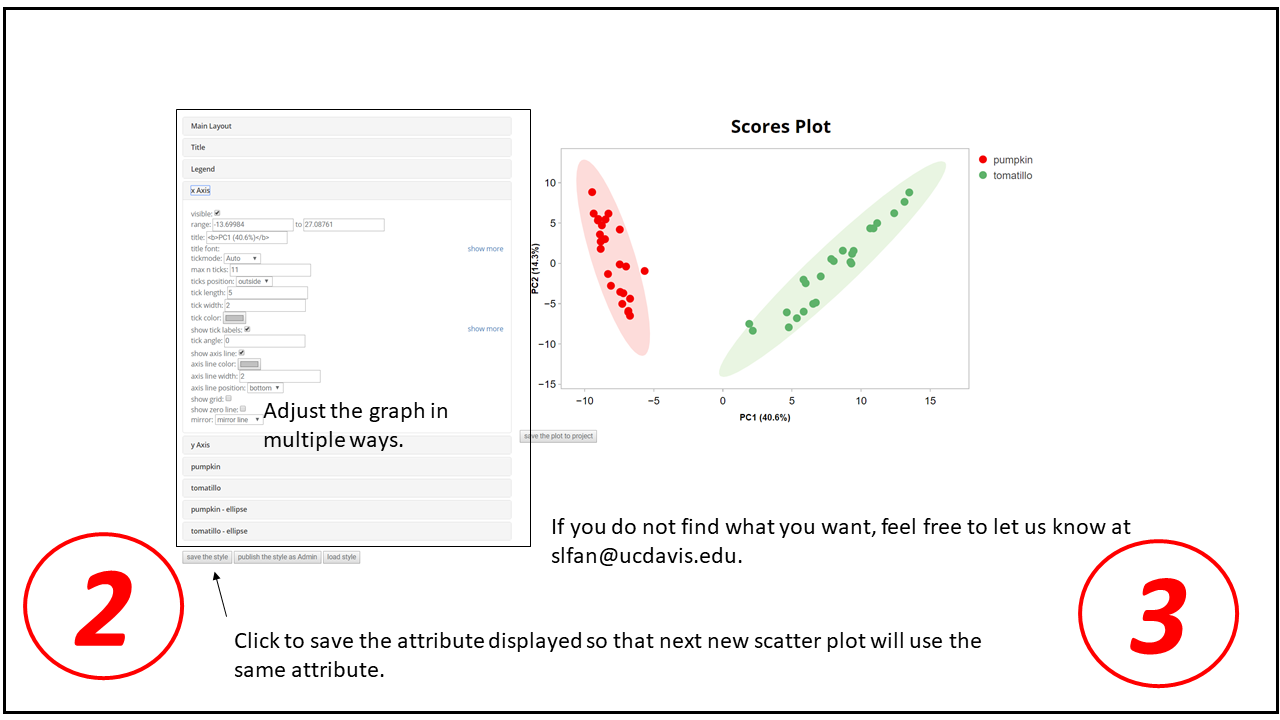 Main Layout
Title
Legend
x Axis
visible:
range: -13.69984 to 27.08761
title: <b>PC1 (40.6%)</b>
title font: show more
tickmode: Auto
max n ticks: 11
ticks position: outside
tick length: 5
tick width: 2
tick color:
show tick labels: show more
tick angle: 0
show axis line:
axis line color:
axis line width: 2
axis line position: bottom
show grid:
show zero line:
mirror: mirror line
Adjust the graph in
multiple ways.
y Axis
pumpkin
tomatillo
pumpkin - ellipse
tomatillo - ellipse
save the style publish the style as Admin load style
Scores Plot
pumpkin
tomatillo
10
5
0
−5
−10
−15
PC2 (14.3%)
−10 −5 0 5 10 15
PC1 (40.6%)
save the plot to project
If you do not find what you want, feel free to let us know at
slfan@ucdavis.edu.
2
3
Click to save the attribute displayed so that next new scatter plot will use the
same attribute.